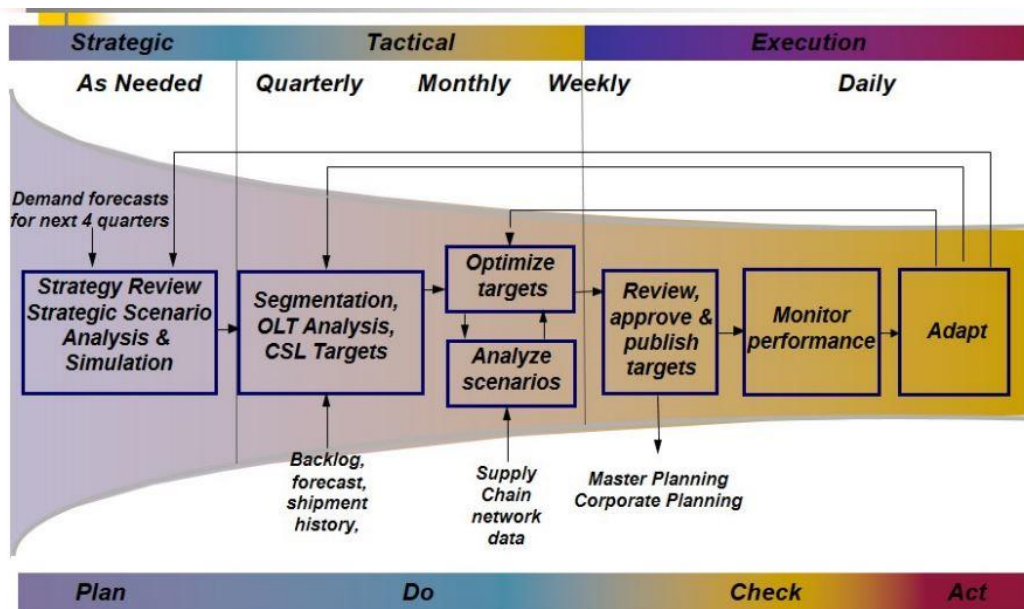 Strategic Tactical Execution
As Needed Quarterly Monthly Weekly Daily
Demand forecasts
for next 4 quarters
Strategy Review
Strategic Scenario
Analysis &
Simulation
Segmentation,
OLT Analysis,
CSL Targets
Optimize
targets
Analyze
scenarios
Review,
approve &
publish
targets
Monitor
performance
Adapt
Backlog,
forecast,
shipment
history,
Supply
Chain
network
data
Master Planning
Corporate Planning
Plan Do Check Act